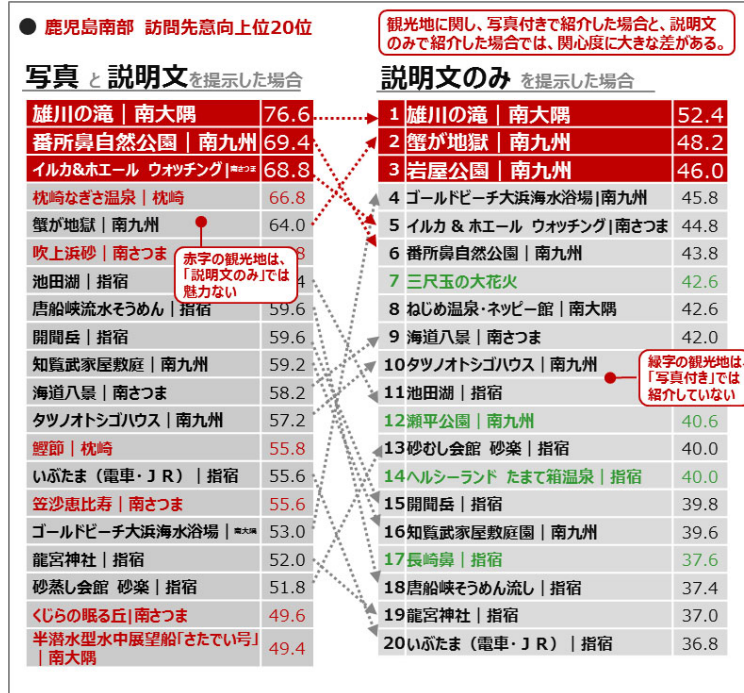 ● 鹿児島南部 訪問先意向上位20位
観光地に関し、写真付きで紹介した場合と、説明文
のみで紹介した場合では、関心度に大きな差がある。
写真 と 説明文を提示した場合
雄川の滝｜南大隅 76.6
番所鼻自然公園｜南九州 69.4
イルカ&ホエール ウォッチング|南さつま 68.8
枕崎なぎさ温泉｜枕崎 66.8
蟹が地獄｜南九州 64.0
吹上浜砂｜南さつま 8
池田湖｜指宿 4
唐船峡流水そうめん｜指宿 59.6
開聞岳｜指宿 59.6
知覧武家屋敷庭｜南九州 59.2
海道八景｜南さつま 58.2
タツノオトシゴハウス｜南九州 57.2
鰹節｜枕崎 55.8
いぶたま（電車・ＪＲ）｜指宿 55.6
笠沙恵比寿｜南さつま 55.6
ゴールドビーチ大浜海水浴場｜南大隅 53.0
龍宮神社｜指宿 52.0
砂蒸し会館 砂楽｜指宿 51.8
くじらの眠る丘|南さつま 49.6
半潜水型水中展望船「さたでい号」
｜南大隅 49.4
赤字の観光地は、
「説明文のみ」では
魅力ない
説明文のみ を提示した場合
1 雄川の滝｜南大隅 52.4
2 蟹が地獄｜南九州 48.2
3 岩屋公園｜南九州 46.0
4 ゴールドビーチ大浜海水浴場|南九州 45.8
5 イルカ & ホエール ウォッチング|南さつま 44.8
6 番所鼻自然公園｜南九州 43.8
7 三尺玉の大花火 42.6
8 ねじめ温泉・ネッピー館｜南大隅 42.6
9 海道八景｜南さつま 42.0
10 タツノオトシゴハウス｜南九州
11 池田湖｜指宿
12 瀬平公園｜南九州 40.6
13 砂むし会館 砂楽｜指宿 40.0
14 ヘルシーランド たまて箱温泉｜指宿 40.0
15 開聞岳｜指宿 39.8
16 知覧武家屋敷庭園｜南九州 39.6
17 長崎鼻｜指宿 37.6
18 唐船峡そうめん流し｜指宿 37.4
19 龍宮神社｜指宿 37.0
20 いぶたま（電車・ＪＲ）｜指宿 36.8
緑字の観光地は、
「写真付き」では
紹介していない